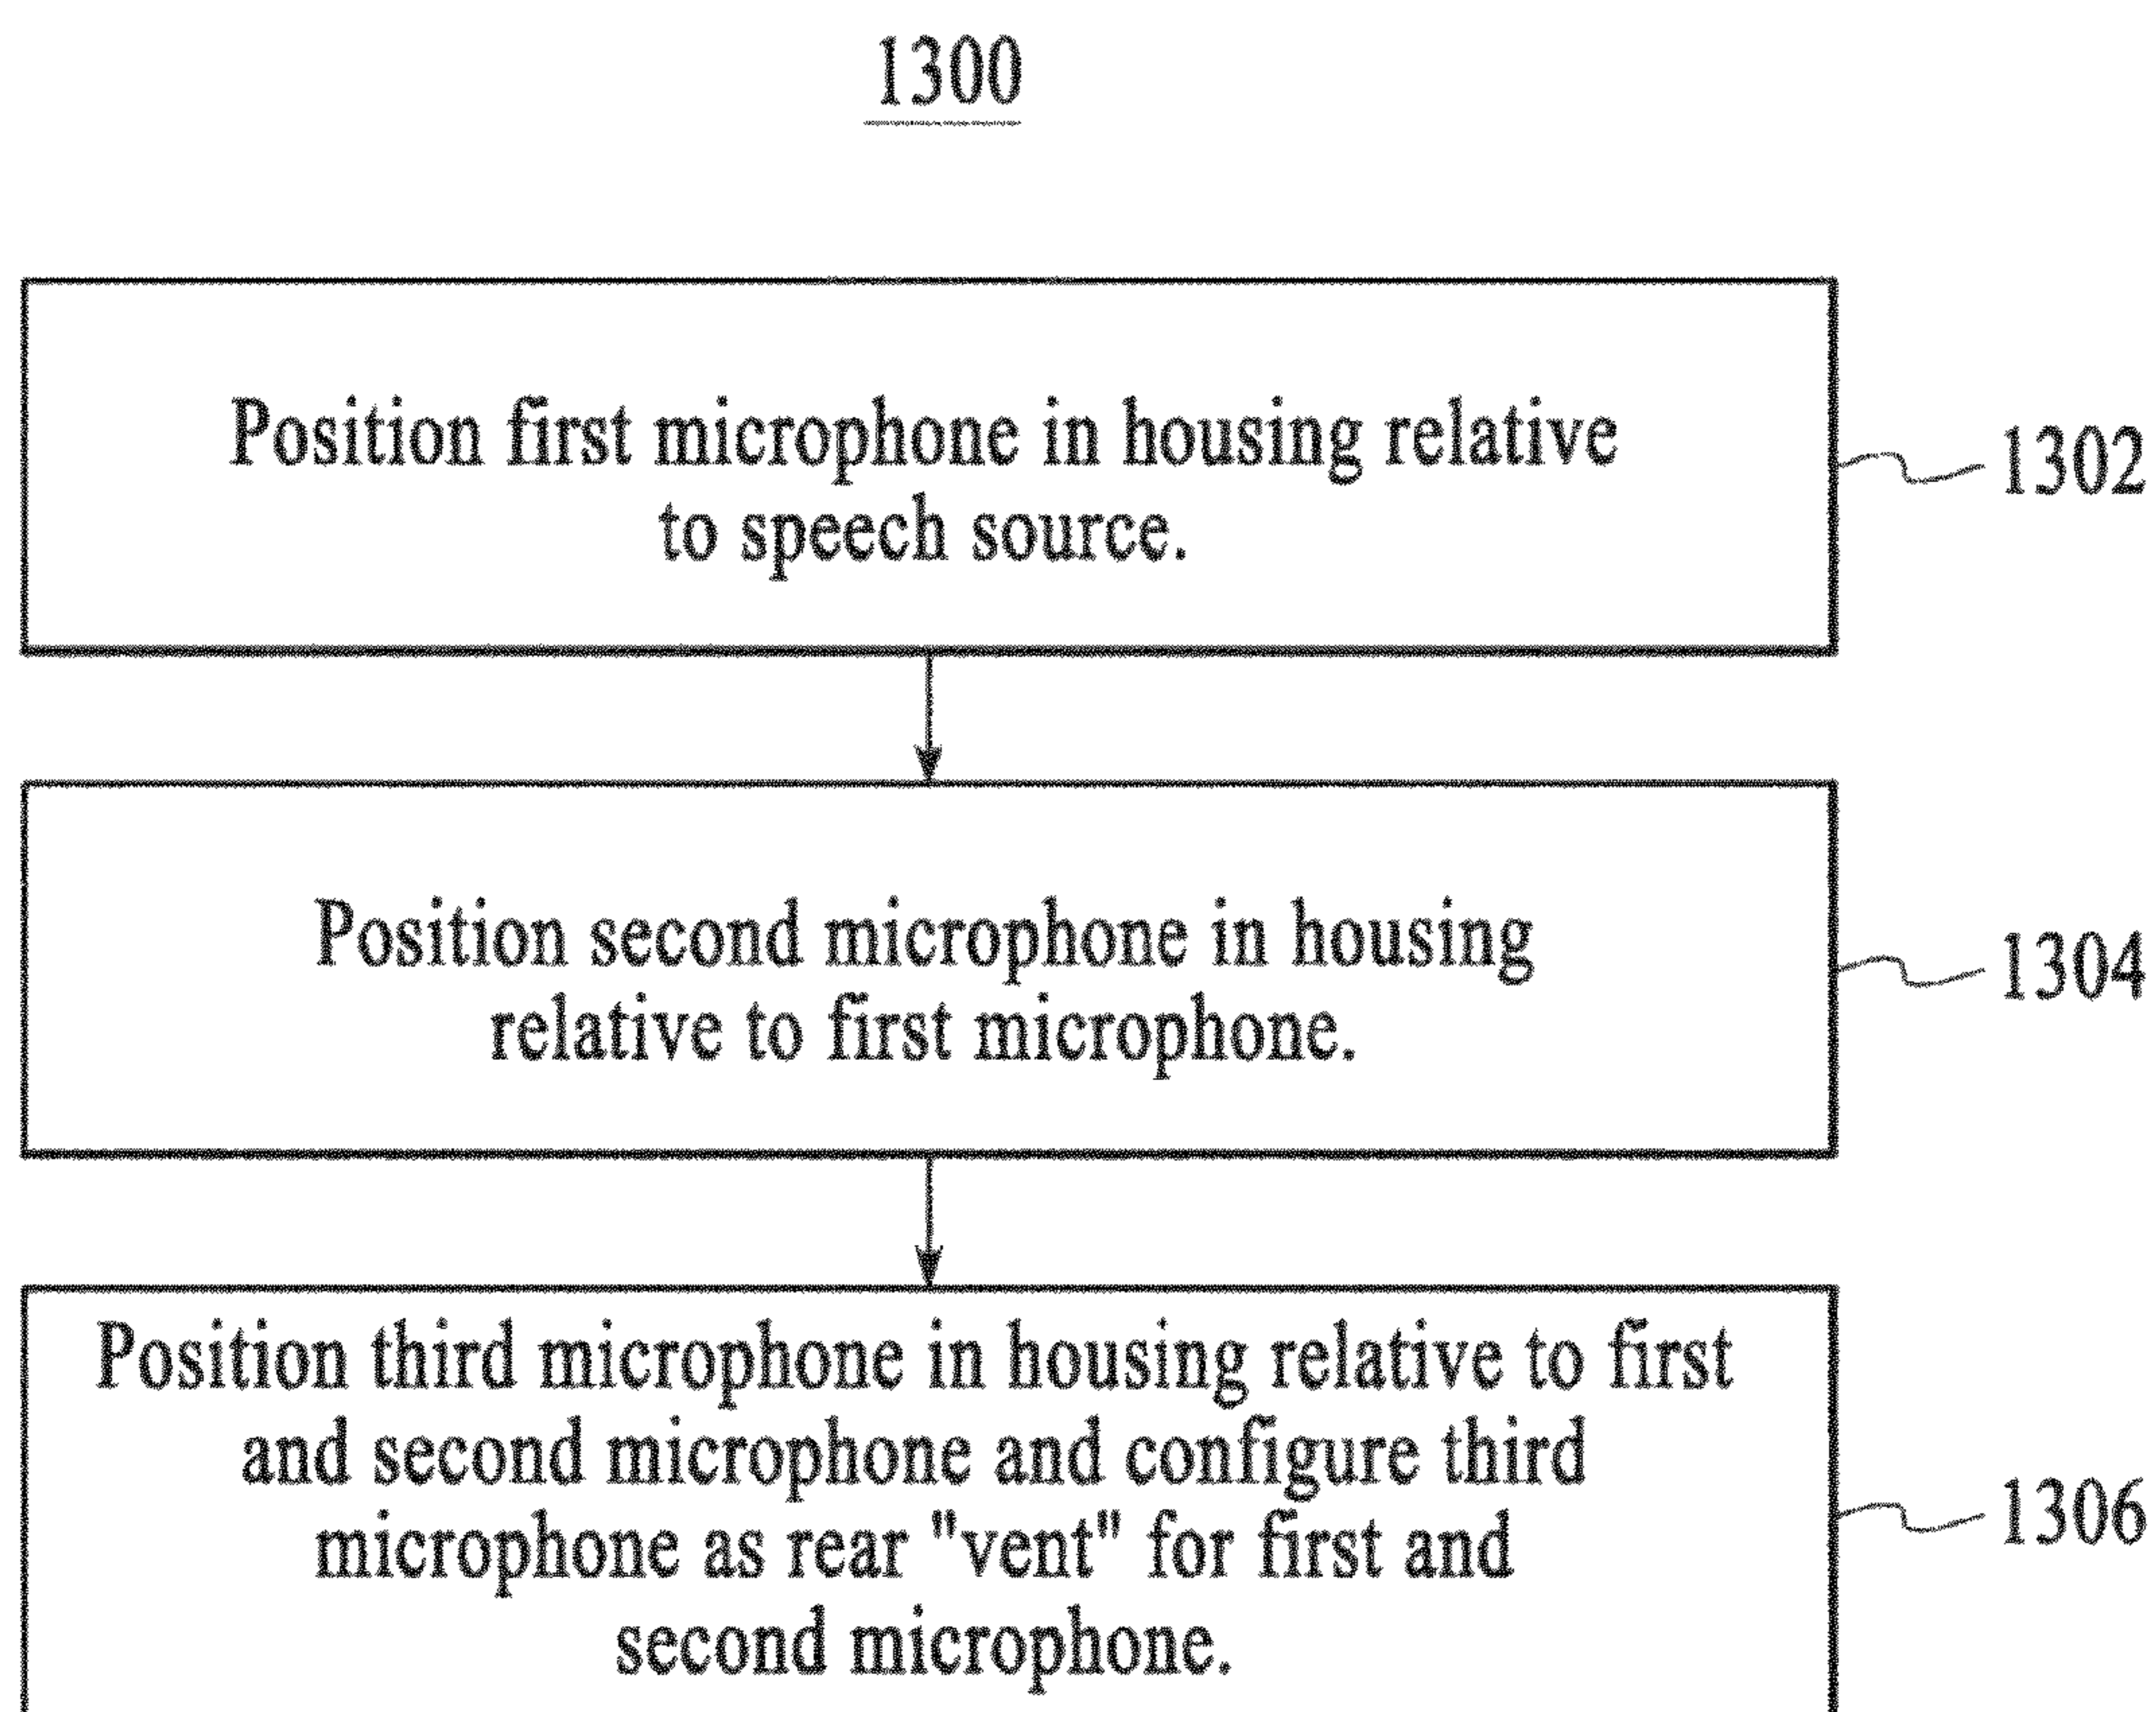 1300
Position first microphone in housing relative
to speech source.
1302
Position second microphone in housing
relative to first microphone.
1304
Position third microphone in housing relative to first
and second microphone and configure third
microphone as rear "vent" for first and
second microphone.
1306